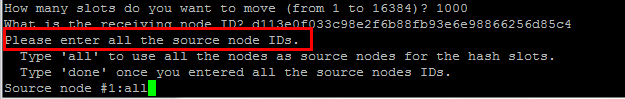 How many slots do you want to move (from 1 to 16384)? 1000
What is the receiving node ID? d113e0f033c98e2f6b88fb93e6e98866256d85c4
Please enter all the source node IDs.
Type 'all' to use all the nodes as source nodes for the hash slots.
Type 'done' once you entered all the source nodes IDs.
Source node #1:all